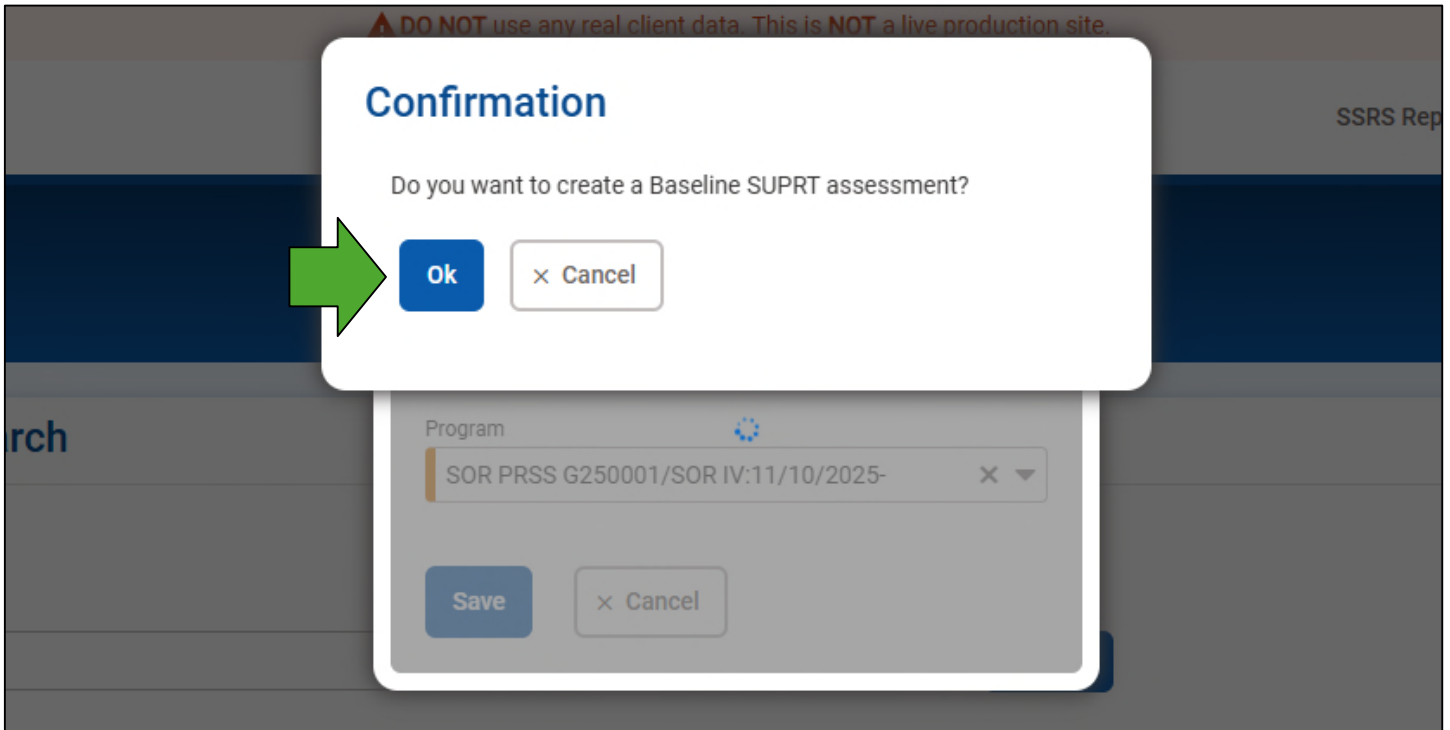 DO NOT use any real client data. This is NOT a live production site.
Confirmation
SSRS Rep
Do you want to create a Baseline SUPRT assessment?
Ok
× Cancel
rch
Program
SOR PRSS G250001/SOR IV:11/10/2025-
Save
× Cancel